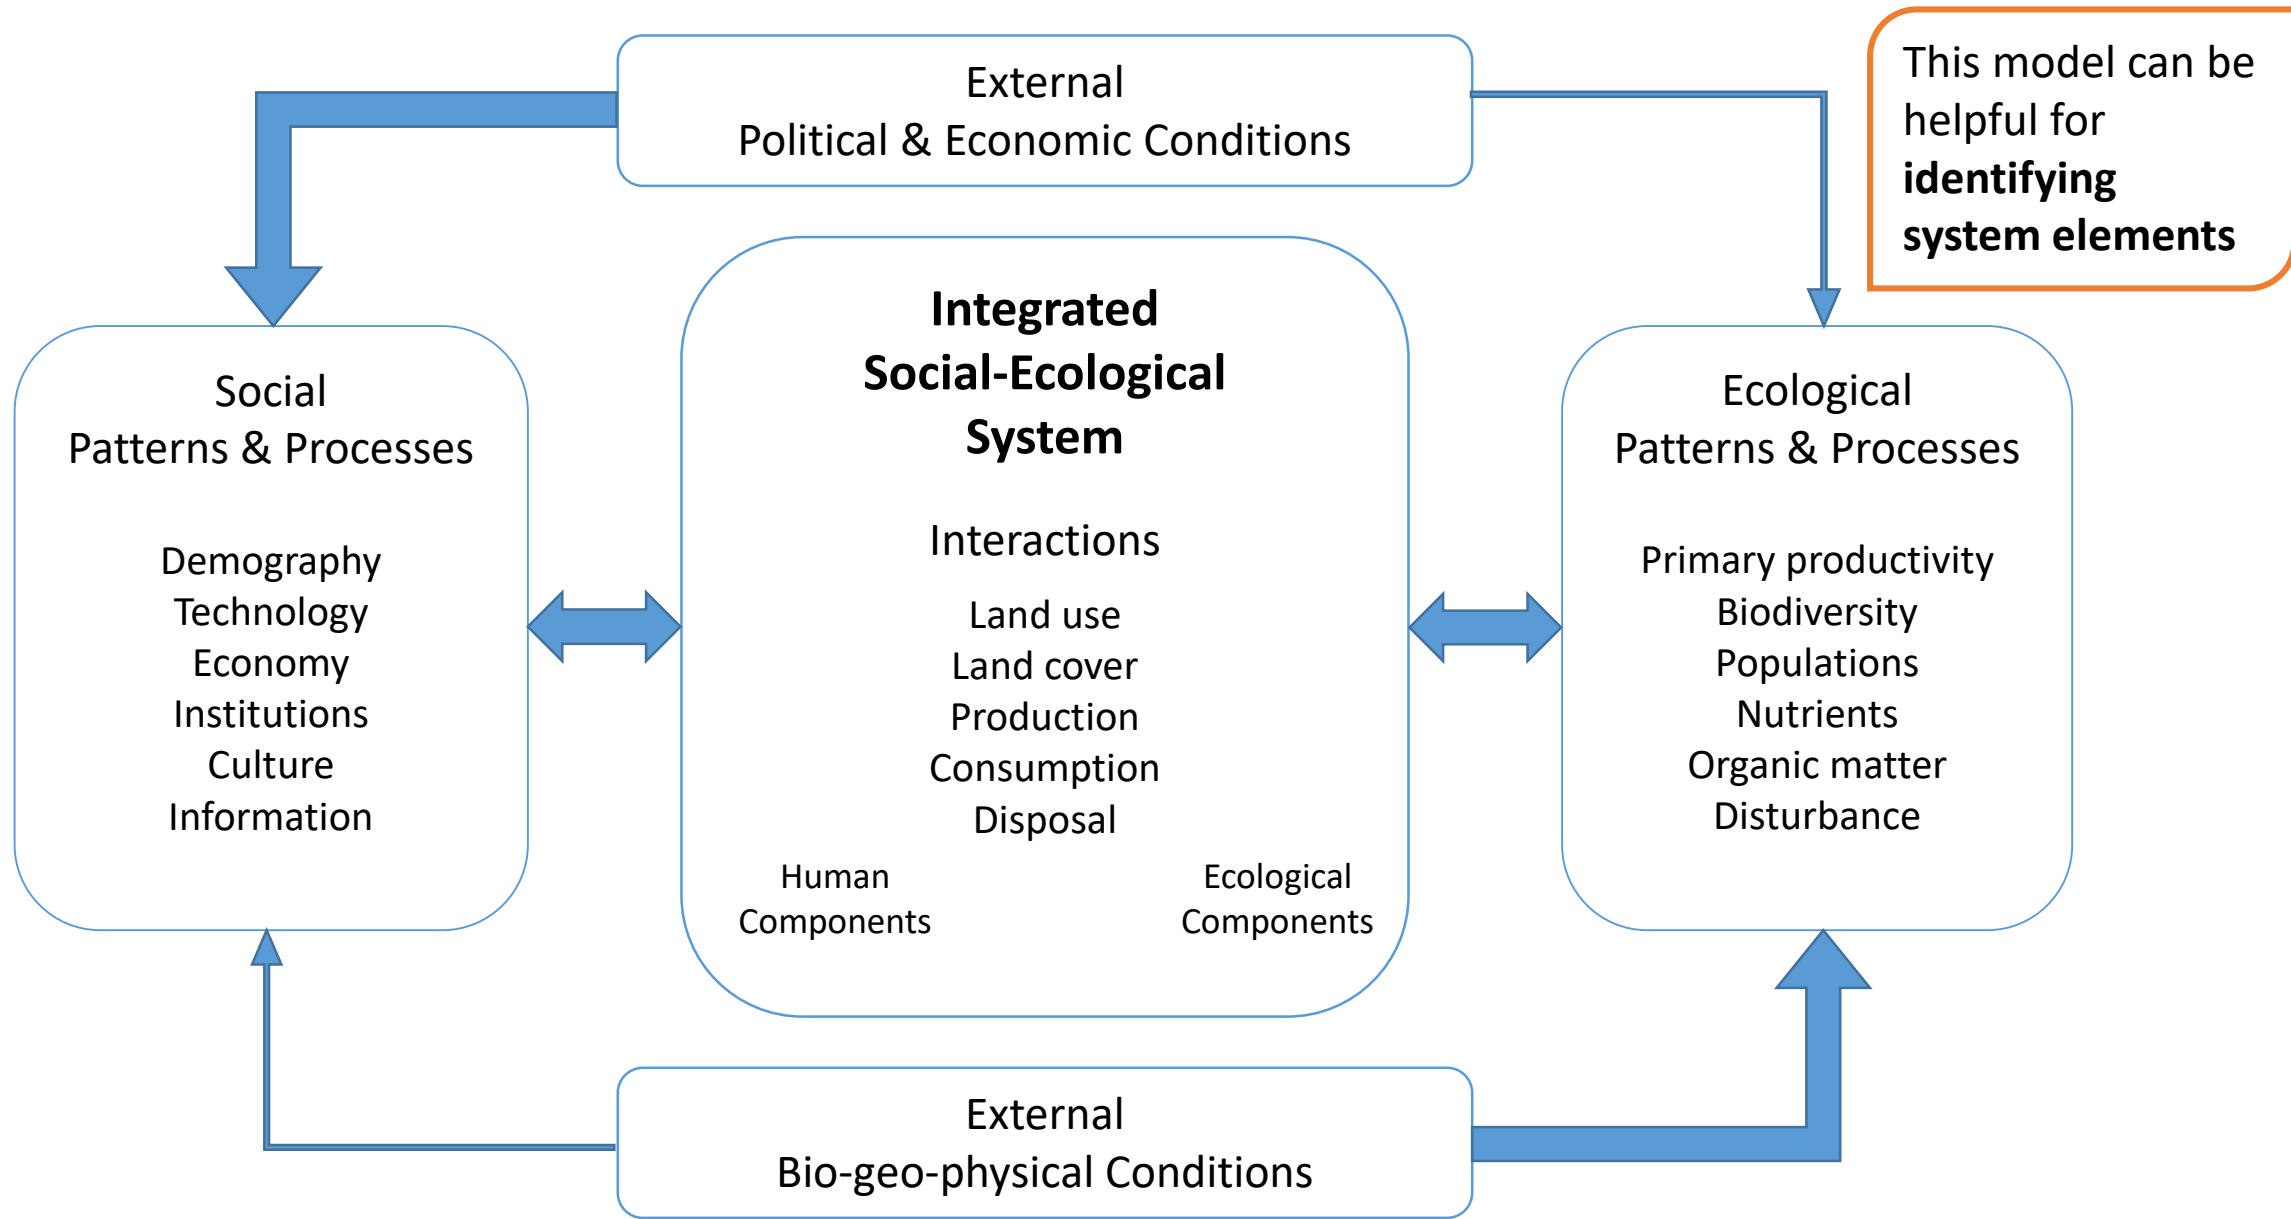 External
Political & Economic Conditions
This model can be
helpful for
identifying
system elements
Social
Patterns & Processes
Demography
Technology
Economy
Institutions
Culture
Information
Integrated
Social-Ecological
System
Interactions
Land use
Land cover
Production
Consumption
Disposal
Human
Components
Ecological
Components
Ecological
Patterns & Processes
Primary productivity
Biodiversity
Populations
Nutrients
Organic matter
Disturbance
External
Bio-geo-physical Conditions